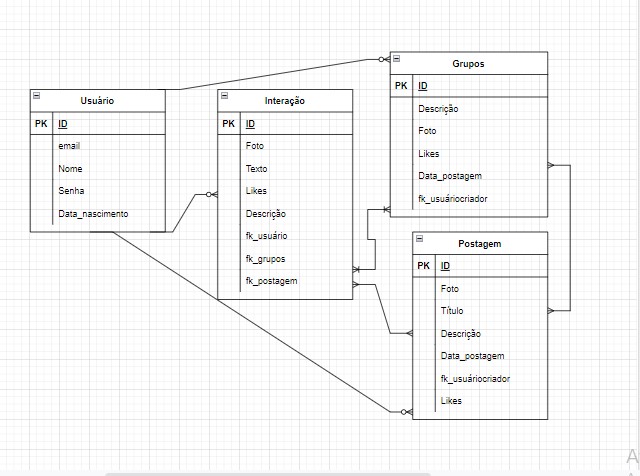 Usuário
PK ID
email
Nome
Senha
Data_nascimento
Interação
PK ID
Foto
Texto
Likes
Descrição
fk_usuário
fk_grupos
fk_postagem
Grupos
PK ID
Descrição
Foto
Likes
Data_postagem
fk_usuáriocriador
Postagem
PK ID
Foto
Título
Descrição
Data_postagem
fk_usuáriocriador
Likes
A